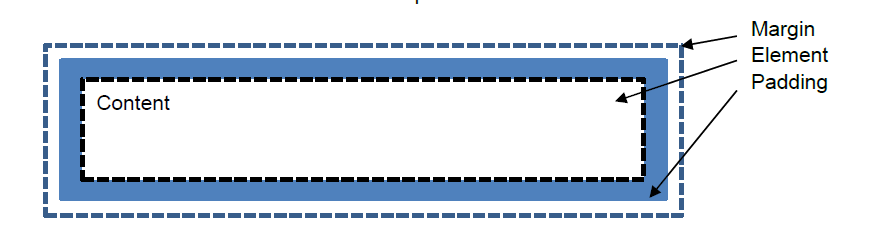 Margin
Element
Padding
Content